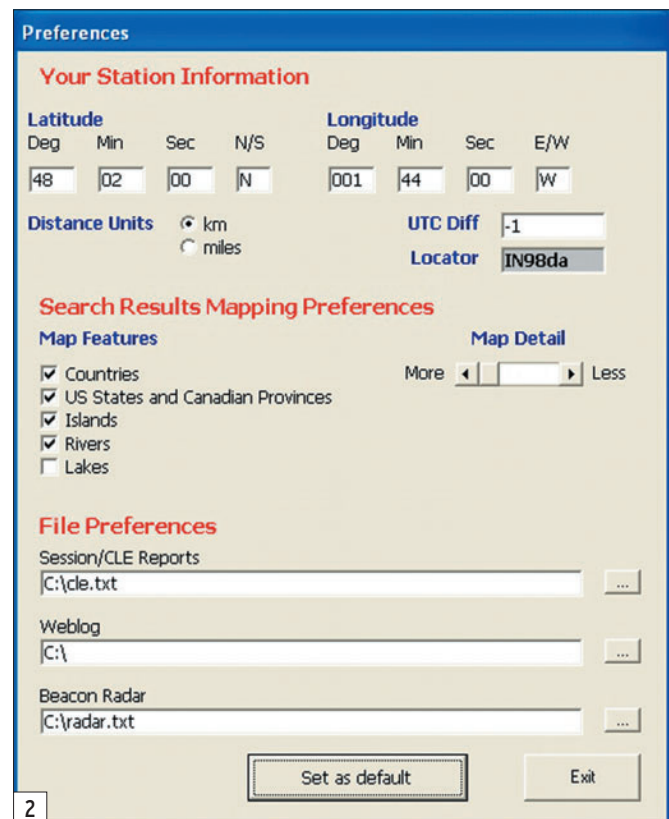 Preferences
Your Station Information
Latitude Longitude
Deg Min Sec N/S Deg Min Sec E/W
48 02 00 N 001 44 00 W
Distance Units km UTC Diff -1
miles Locator IN98da
Search Results Mapping Preferences
Map Features Map Detail
Countries More Less
US States and Canadian Provinces
Islands
Rivers
Lakes
File Preferences
Session/CLE Reports
C:\cle.txt ...
Weblog
C:\ ...
Beacon Radar
C:\radar.txt ...
Set as default Exit
2